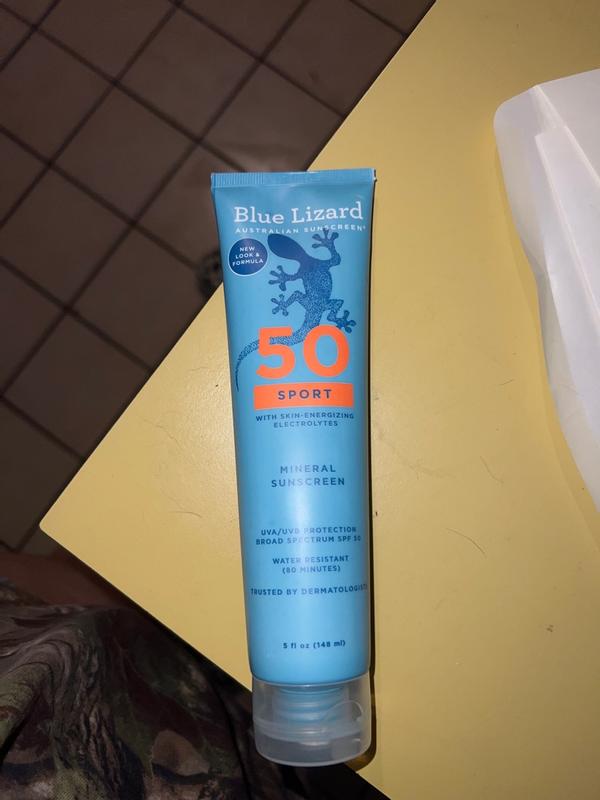 Blue Lizard
AUSTRALIAN SUNSCREEN®
NEW
LOOK &
FORMULA
50
SPORT
WITH SKIN-ENERGIZING
ELECTROLYTES
MINERAL
SUNSCREEN
UVA/UVB PROTECTION
BROAD SPECTRUM SPF 50
WATER RESISTANT
(80 MINUTES)
TRUSTED BY DERMATOLOGISTS
5 fl oz (148 ml)